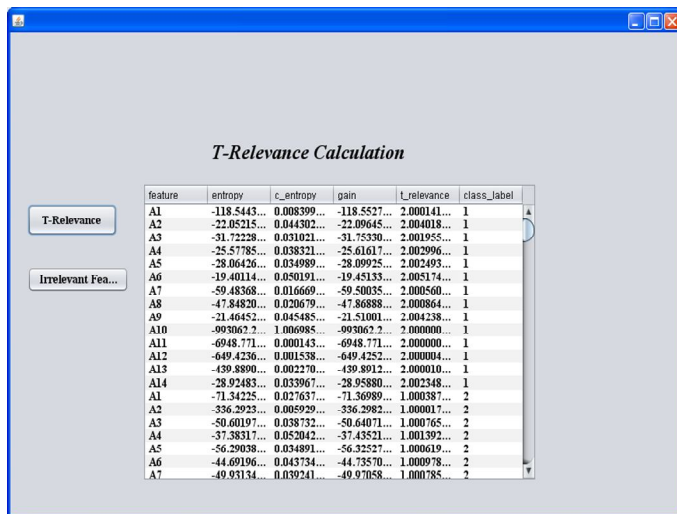 T-Relevance Calculation
T-Relevance
Irrelevant Fea...
feature entropy c_entropy gain t_relevance class_label
A1 -118.5443... 0.008399... -118.5527... 2.000141... 1
A2 -22.05215... 0.044302... -22.09645... 2.004018... 1
A3 -31.72228... 0.031021... -31.75330... 2.001955... 1
A4 -25.57785... 0.038321... -25.61617... 2.002996... 1
A5 -28.06426... 0.034989... -28.09925... 2.002493... 1
A6 -19.40114... 0.050191... -19.45133... 2.005174... 1
A7 -59.48368... 0.016669... -59.50035... 2.000560... 1
A8 -47.84820... 0.020679... -47.86888... 2.000864... 1
A9 -21.46452... 0.045485... -21.51001... 2.004238... 1
A10 -993062.2... 1.006985... -993062.2... 2.000000... 1
A11 -6948.771... 0.000143... -6948.771... 2.000000... 1
A12 -649.4236... 0.001538... -649.4252... 2.000004... 1
A13 -439.8890... 0.002270... -439.8912... 2.000010... 1
A14 -28.92483... 0.033967... -28.95880... 2.002348... 1
A1 -71.34225... 0.027637... -71.36989... 1.000387... 2
A2 -336.2923... 0.005929... -336.2982... 1.000017... 2
A3 -50.60197... 0.038732... -50.64071... 1.000765... 2
A4 -37.38317... 0.052042... -37.43521... 1.001392... 2
A5 -56.29038... 0.034891... -56.32527... 1.000619... 2
A6 -44.69196... 0.043734... -44.73570... 1.000978... 2
A7 -49.93134... 0.039241... -49.97058... 1.000785... 2